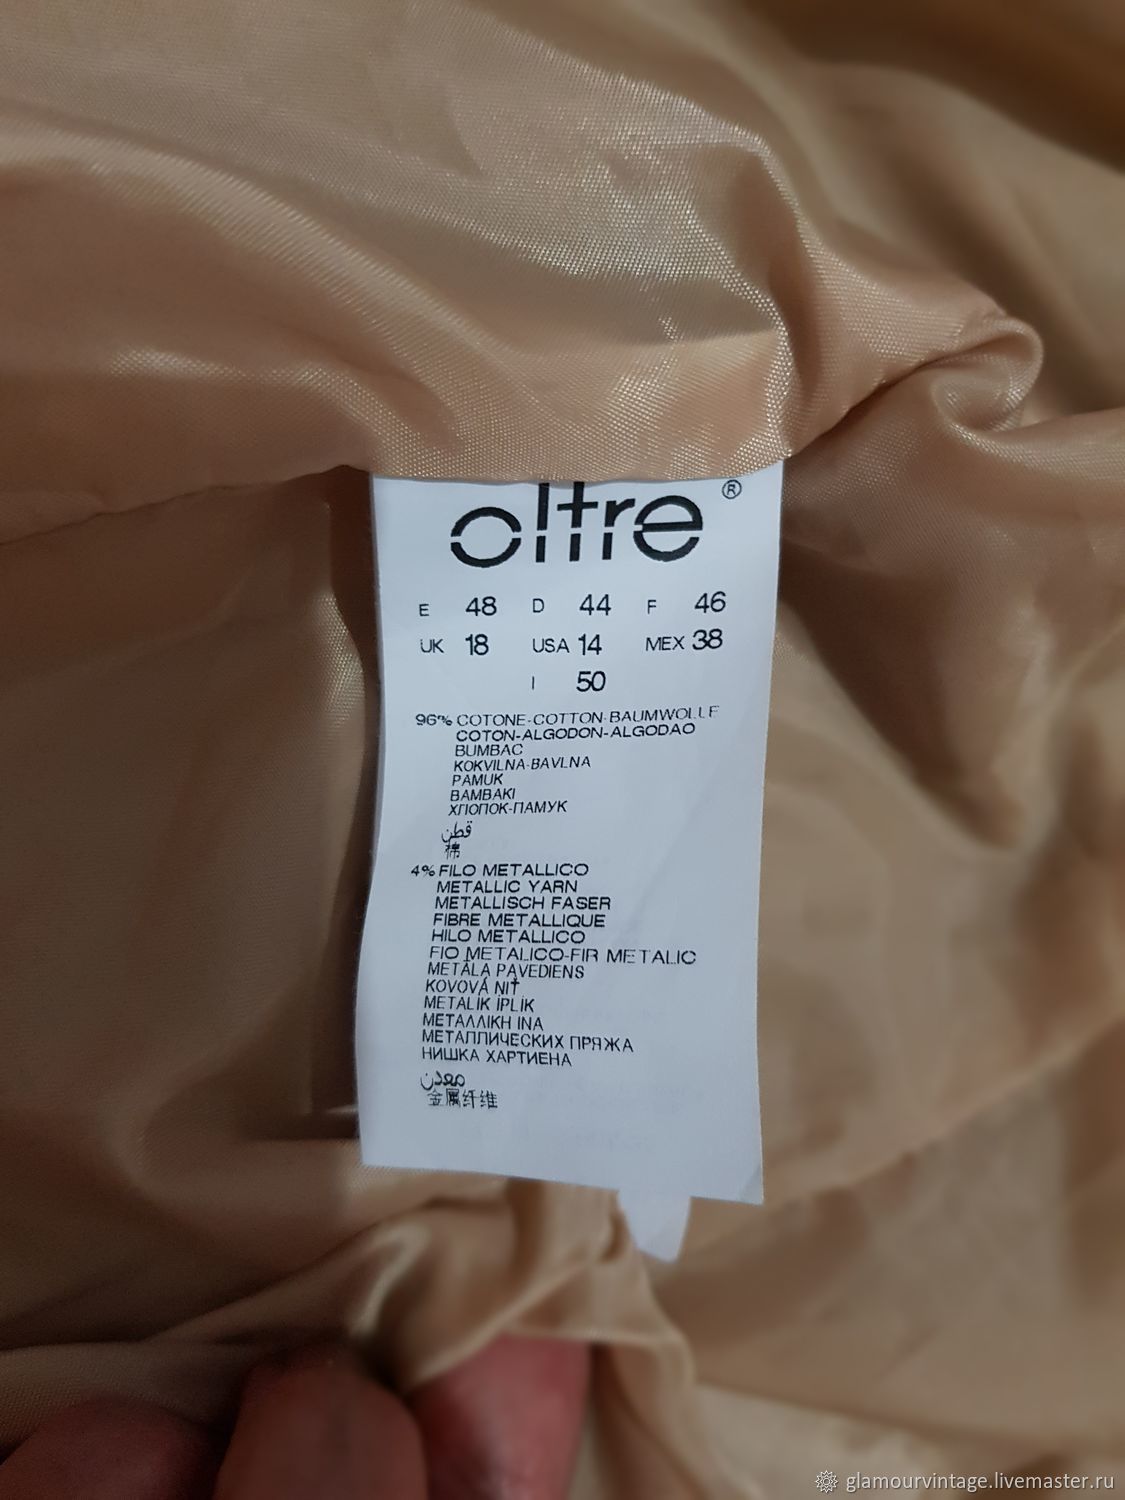 oltre ®
E 48 D 44 F 46
UK 18 USA 14 MEX 38
I 50
96% COTONE-COTTON-BAUMWOLLE
COTON-ALGODON-ALGODAO
BUMBAC
KOKVILNA-BAVLNA
PAMUK
BAMBAKI
ХЛОПОК-ПАМУК
قطن
棉
4% FILO METALLICO
METALLIC YARN
METALLISCH FASER
FIBRE METALLIQUE
HILO METALLICO
FIO METALICO-FIR METALIC
METĀLA PAVEDIENS
KOVOVÁ NIŤ
METALİK İPLİK
ΜΕΤΑΛΛΙΚΗ ΙΝΑ
МЕТАЛЛИЧЕСКИХ ПРЯЖА
НИШКА ХАРТИЕНА
معدن
金属纤维
glamourvintage.livemaster.ru